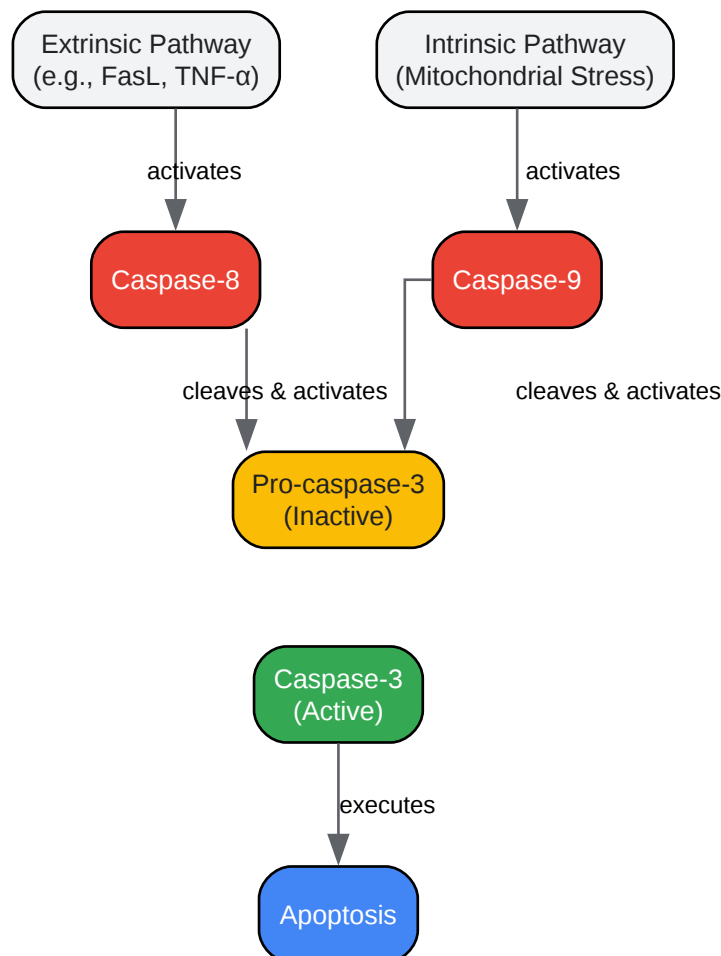 Extrinsic Pathway
(e.g., FasL, TNF-α)
Intrinsic Pathway
(Mitochondrial Stress)
activates
activates
Caspase-8
Caspase-9
cleaves & activates
cleaves & activates
Pro-caspase-3
(Inactive)
Caspase-3
(Active)
executes
Apoptosis